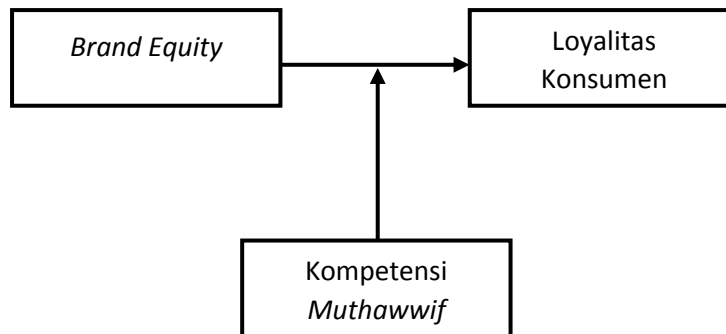 Brand Equity
Loyalitas
Konsumen
Kompetensi
Muthawwif